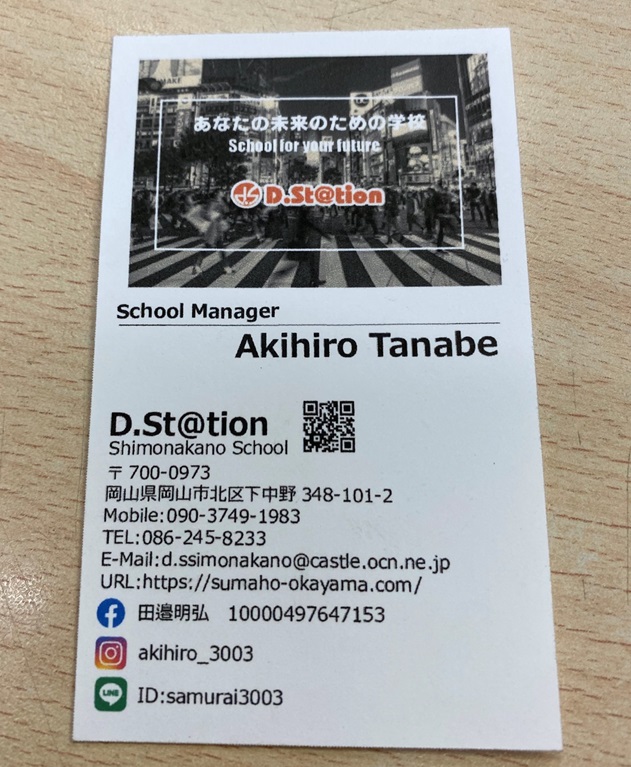 MAKE
あなたの未来のための学校
School for your future
D.St@tion
School Manager
Akihiro Tanabe
D.St@tion
Shimonakano School
〒700-0973
岡山県岡山市北区下中野 348-101-2
Mobile:090-3749-1983
TEL:086-245-8233
E-Mail:d.ssimonakano@castle.ocn.ne.jp
URL:https://sumaho-okayama.com/
田邉明弘 10000497647153
akihiro_3003
LINE
ID:samurai3003